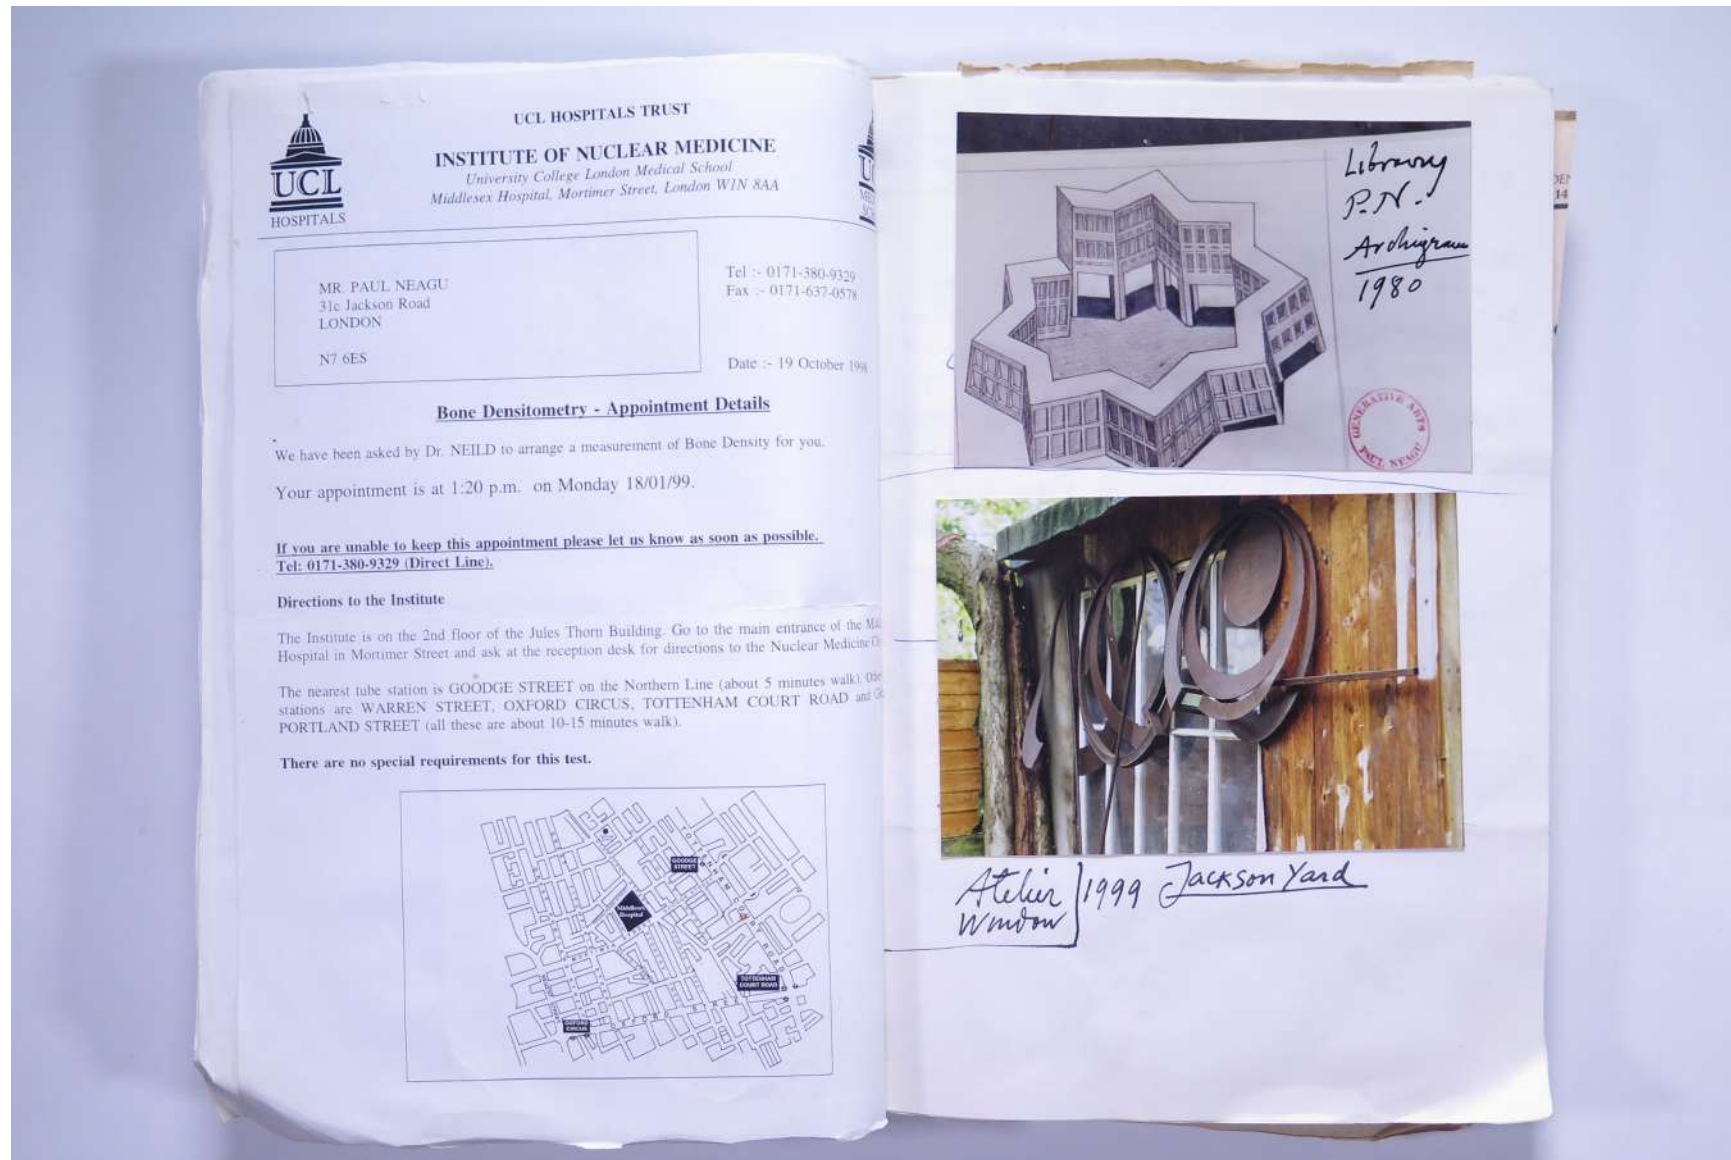 UCL HOSPITALS TRUST
INSTITUTE OF NUCLEAR MEDICINE
University College London Medical School
Middlesex Hospital, Mortimer Street, London W1N 8AA
UCL
HOSPITALS
MR. PAUL NEAGU
31c Jackson Road
LONDON
N7 6ES
Tel :- 0171-380-9329
Fax :- 0171-637-0578
Date :- 19 October 1998
Bone Densitometry - Appointment Details
We have been asked by Dr. NEILD to arrange a measurement of Bone Density for you.
Your appointment is at 1:20 p.m. on Monday 18/01/99.
If you are unable to keep this appointment please let us know as soon as possible.
Tel: 0171-380-9329 (Direct Line).
Directions to the Institute
The Institute is on the 2nd floor of the Jules Thorn Building. Go to the main entrance of the
Hospital in Mortimer Street and ask at the reception desk for directions to the Nuclear Medicine
The nearest tube station is GOODGE STREET on the Northern Line (about 5 minutes walk).
stations are WARREN STREET, OXFORD CIRCUS, TOTTENHAM COURT ROAD and
PORTLAND STREET (all these are about 10-15 minutes walk).
There are no special requirements for this test.
GOODGE
STREET
Middlesex
Hospital
TOTTENHAM
COURT ROAD
OXFORD
CIRCUS
OXFORD STREET
Library
P.N.
Archigram
1980
GENERATIVE ARTS
PAUL NEAGU
Atelier
Window
1999 Jackson Yard
14